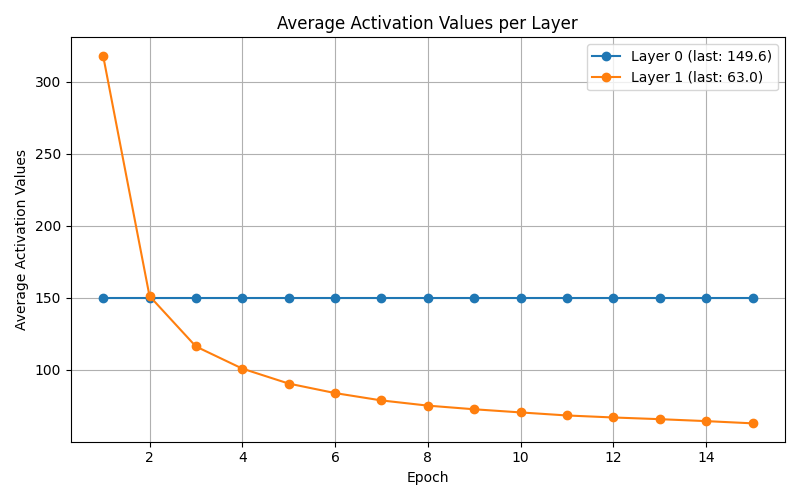 Average Activation Values per Layer
Layer 0 (last: 149.6)
Layer 1 (last: 63.0)
Average Activation Values
300
250
200
150
100
2 4 6 8 10 12 14
Epoch